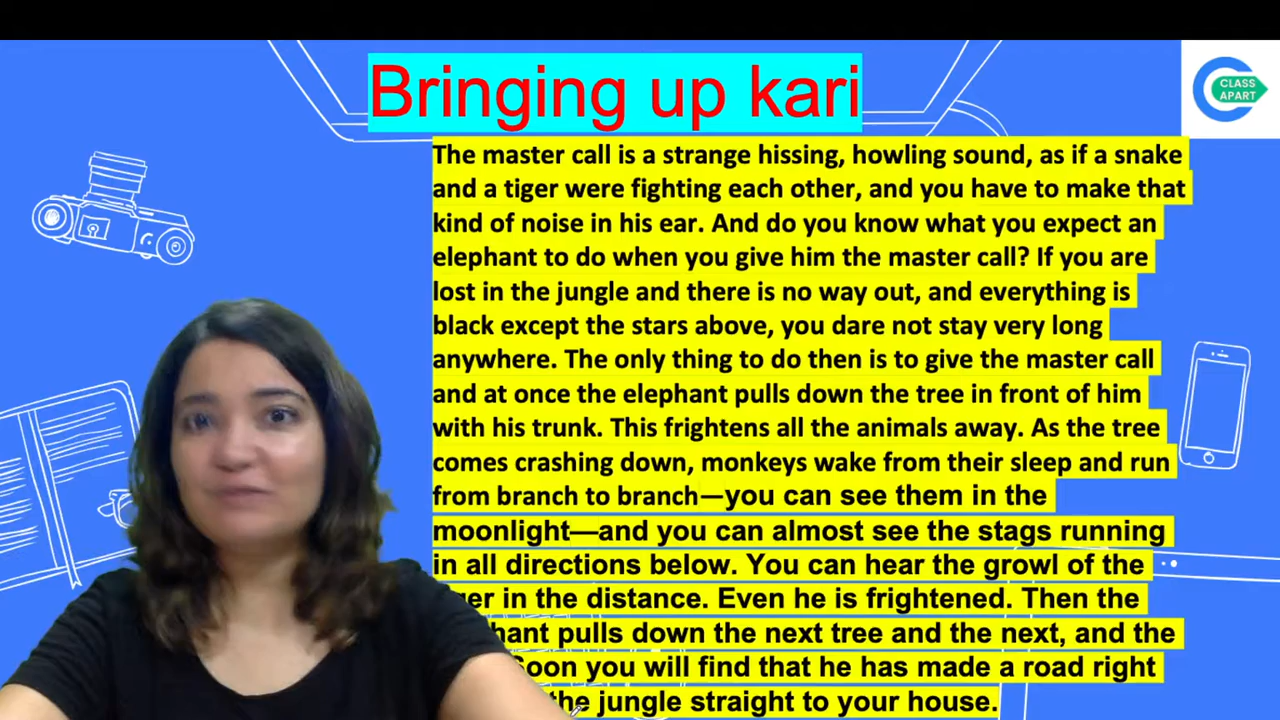 Bringing up kari
CLASS
APART
The master call is a strange hissing, howling sound, as if a snake
and a tiger were fighting each other, and you have to make that
kind of noise in his ear. And do you know what you expect an
elephant to do when you give him the master call? If you are
lost in the jungle and there is no way out, and everything is
black except the stars above, you dare not stay very long
anywhere. The only thing to do then is to give the master call
and at once the elephant pulls down the tree in front of him
with his trunk. This frightens all the animals away. As the tree
comes crashing down, monkeys wake from their sleep and run
from branch to branch—you can see them in the
moonlight—and you can almost see the stags running
in all directions below. You can hear the growl of the
in the distance. Even he is frightened. Then the
pulls down the next tree and the next, and the
Soon you will find that he has made a road right
the jungle straight to your house.